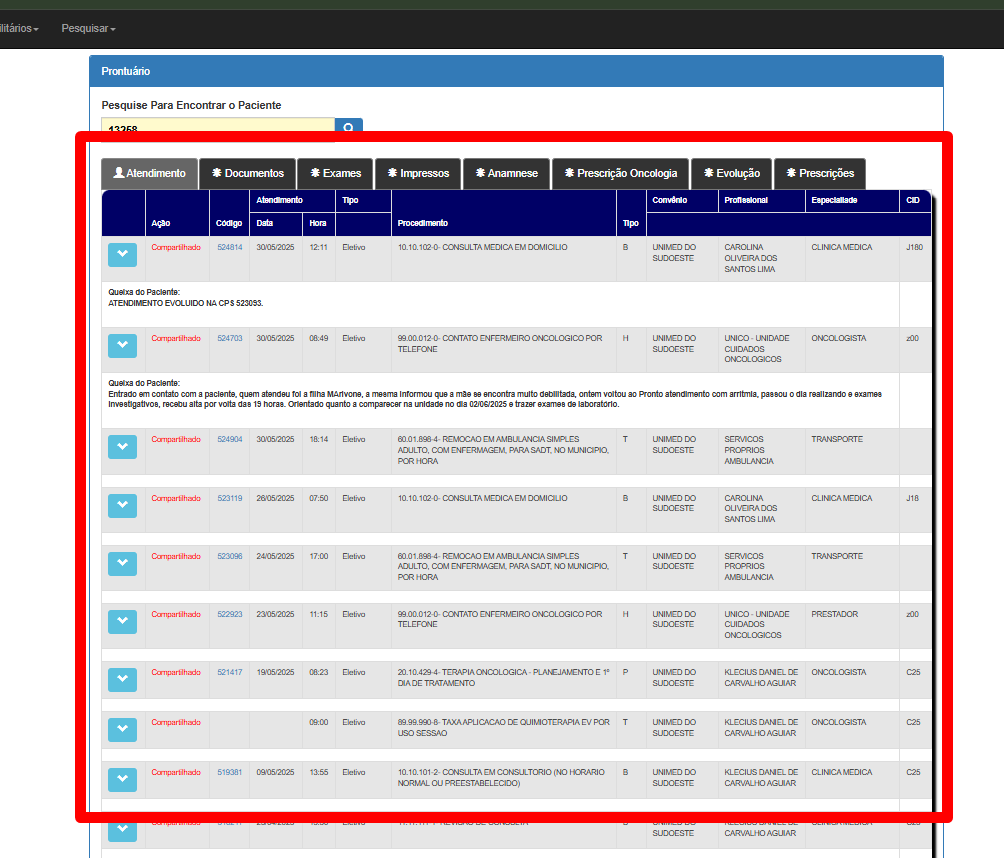 ilitários
Pesquisar
Prontuário
Pesquise Para Encontrar o Paciente
13258
Atendimento Documentos Exames Impressos Anamnese Prescrição Oncologia Evolução Prescrições
Atendimento Tipo Convênio Profissional Especialiade CID
Ação Código Data Hora Procedimento Tipo
Compartilhado 524814 30/05/2025 12:11 Eletivo 10.10.102-0- CONSULTA MEDICA EM DOMICILIO B UNIMED DO CAROLINA CLINICA MEDICA J180
SUDOESTE OLIVEIRA DOS
SANTOS LIMA
Queixa do Paciente:
ATENDIMENTO EVOLUIDO NA CPS 523093.
Compartilhado 524703 30/05/2025 08:49 Eletivo 99.00.012-0- CONTATO ENFERMEIRO ONCOLOGICO POR H UNIMED DO UNICO - UNIDADE ONCOLOGISTA z00
TELEFONE SUDOESTE CUIDADOS
ONCOLOGICOS
Queixa do Paciente:
Entrado em contato com a paciente, quem atendeu foi a filha MArivone, a mesma informou que a mãe se encontra muito debilitada, ontem voltou ao Pronto atendimento com arritmia, passou o dia realizando e exames
investigativos, recebu alta por volta das 19 horas. Orientado quanto a comparecer na unidade no dia 02/06/2025 e trazer exames de laboratório.
Compartilhado 524904 30/05/2025 18:14 Eletivo 60.01.898-4- REMOCAO EM AMBULANCIA SIMPLES T UNIMED DO SERVICOS TRANSPORTE
ADULTO, COM ENFERMAGEM, PARA SADT, NO MUNICIPIO, SUDOESTE PROPRIOS
POR HORA AMBULANCIA
Compartilhado 523119 26/05/2025 07:50 Eletivo 10.10.102-0- CONSULTA MEDICA EM DOMICILIO B UNIMED DO CAROLINA CLINICA MEDICA J18
SUDOESTE OLIVEIRA DOS
SANTOS LIMA
Compartilhado 523096 24/05/2025 17:00 Eletivo 60.01.898-4- REMOCAO EM AMBULANCIA SIMPLES T UNIMED DO SERVICOS TRANSPORTE
ADULTO, COM ENFERMAGEM, PARA SADT, NO MUNICIPIO, SUDOESTE PROPRIOS
POR HORA AMBULANCIA
Compartilhado 522923 23/05/2025 11:15 Eletivo 99.00.012-0- CONTATO ENFERMEIRO ONCOLOGICO POR H UNIMED DO UNICO - UNIDADE PRESTADOR z00
TELEFONE SUDOESTE CUIDADOS
ONCOLOGICOS
Compartilhado 521417 19/05/2025 08:23 Eletivo 20.10.429-4- TERAPIA ONCOLOGICA - PLANEJAMENTO E 1º P UNIMED DO KLECIUS DANIEL DE ONCOLOGISTA C25
DIA DE TRATAMENTO SUDOESTE CARVALHO AGUIAR
Compartilhado 09:00 Eletivo 89.99.990-8- TAXA APLICACAO DE QUIMIOTERAPIA EV POR T UNIMED DO KLECIUS DANIEL DE ONCOLOGISTA C25
USO SESSAO SUDOESTE CARVALHO AGUIAR
Compartilhado 519381 09/05/2025 13:55 Eletivo 10.10.101-2- CONSULTA EM CONSULTORIO (NO HORARIO B UNIMED DO KLECIUS DANIEL DE CLINICA MEDICA C25
NORMAL OU PREESTABELECIDO) SUDOESTE CARVALHO AGUIAR
SUDOESTE CARVALHO AGUIAR